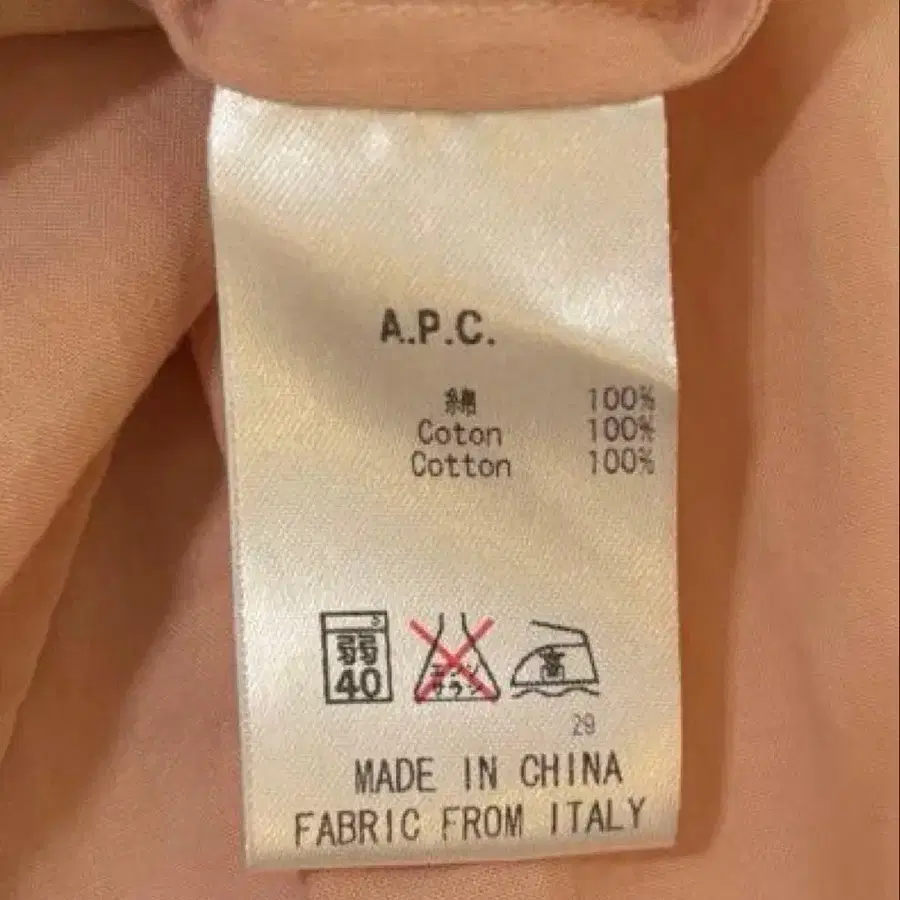 A.P.C.
綿 100%
Coton 100%
Cotton 100%
弱 高
40
29
MADE IN CHINA
FABRIC FROM ITALY